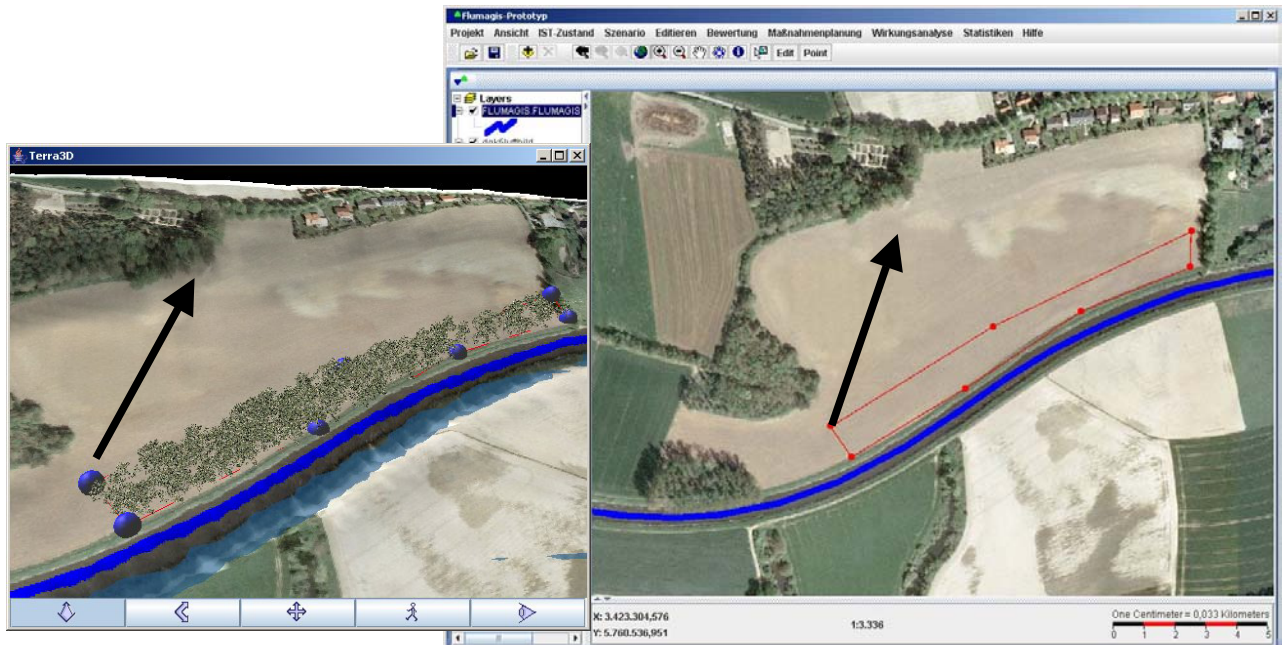 Flumagis-Prototyp
Projekt Ansicht IST-Zustand Szenario Editieren Bewertung Maßnahmenplanung Wirkungsanalyse Statistiken Hilfe
Edit Point
Layers
FLUMAGIS.FLUMAGIS
Terra3D
X: 3.423.304,576
Y: 5.760.536,951
1:3.336
One Centimeter = 0,033 Kilometers
0 1 2 3 4 5